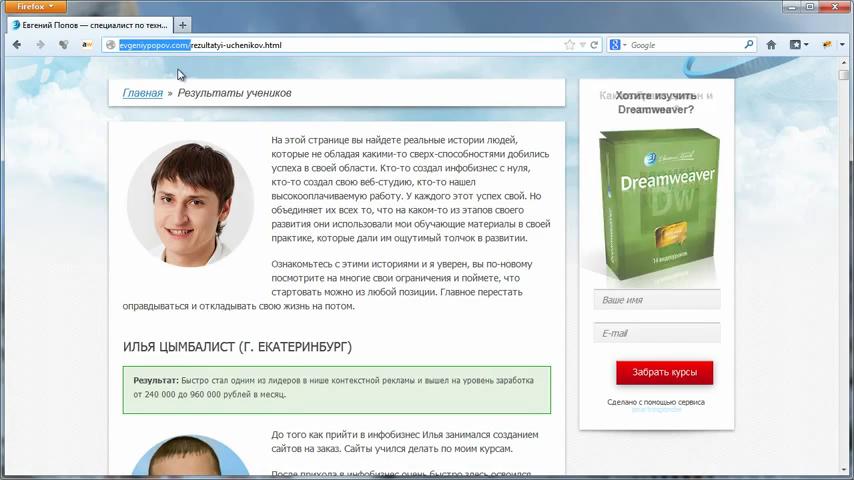 Firefox
Евгений Попов — специалист по техн...
evgeniypopov.com/rezultatyi-uchenikov.html
Google
Главная » Результаты учеников
На этой странице вы найдете реальные истории людей,
которые не обладая какими-то сверх-способностями добились
успеха в своей области. Кто-то создал инфобизнес с нуля,
кто-то создал свою веб-студию, кто-то нашел
высокооплачиваемую работу. У каждого этот успех свой. Но
объединяет их всех то, что на каком-то из этапов своего
развития они использовали мои обучающие материалы в своей
практике, которые дали им ощутимый толчок в развитии.
Ознакомьтесь с этими историями и я уверен, вы по-новому
посмотрите на многие свои ограничения и поймете, что
стартовать можно из любой позиции. Главное перестать
оправдываться и откладывать свою жизнь на потом.
ИЛЬЯ ЦЫМБАЛИСТ (Г. ЕКАТЕРИНБУРГ)
Результат: Быстро стал одним из лидеров в нише контекстной рекламы и вышел на уровень заработка
от 240 000 до 960 000 рублей в месяц.
До того как прийти в инфобизнес Илья занимался созданием
сайтов на заказ. Сайты учился делать по моим курсам.
После прихода в инфобизнес очень быстро здесь освоился
Хотите изучить
Dreamweaver?
Dreamweaver
Dw
14 видеоуроков
Ваше имя
E-mail
Забрать курсы
Сделано с помощью сервиса